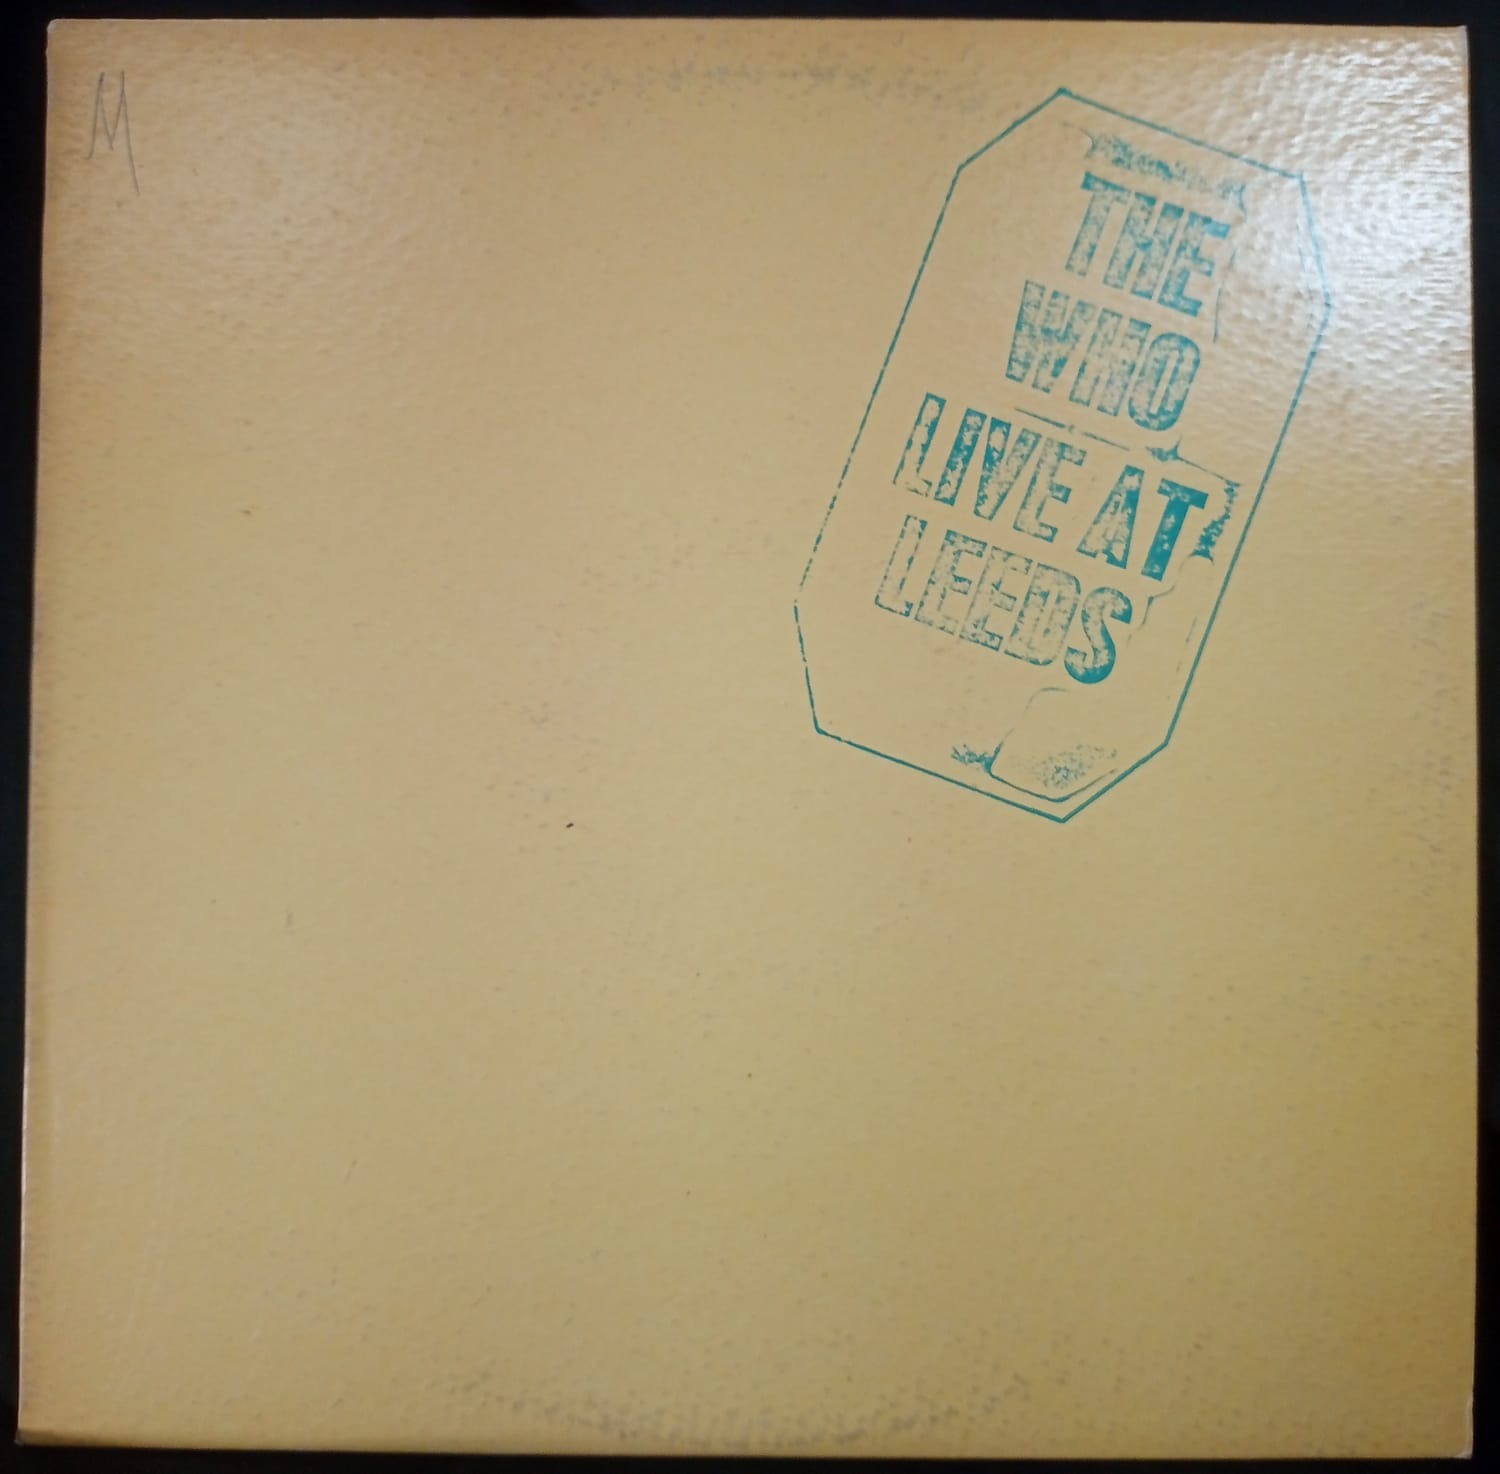 M
THE
WHO
LIVE AT
LEEDS